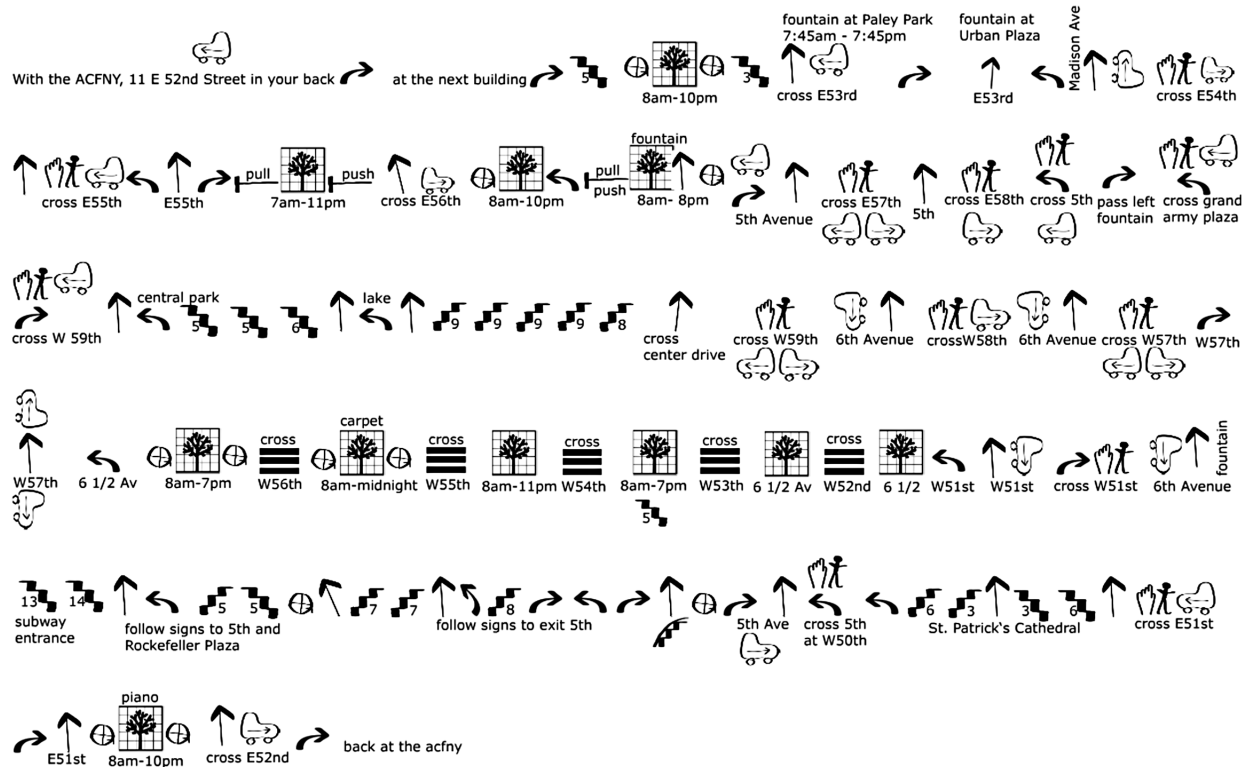 fountain at Paley Park
7:45am - 7:45pm
fountain at
Urban Plaza
Madison Ave
With the ACFNY, 11 E 52nd Street in your back
at the next building
5
8am-10pm
3
cross E53rd
E53rd
cross E54th
fountain
pull
push
pull
push
cross E55th
E55th
7am-11pm
cross E56th
8am-10pm
8am- 8pm
5th Avenue
cross E57th
5th
cross E58th
cross 5th
pass left
fountain
cross grand
army plaza
central park
lake
5
5
6
9
9
9
9
8
cross W 59th
cross
center drive
cross W59th
6th Avenue
crossW58th
6th Avenue
cross W57th
W57th
carpet
cross
cross
cross
cross
cross
fountain
W57th
6 1/2 Av
8am-7pm
W56th
8am-midnight
W55th
8am-11pm
W54th
8am-7pm
W53th
6 1/2 Av
W52nd
6 1/2
W51st
W51st
cross W51st
6th Avenue
5
13
14
5
5
7
7
8
6
3
3
6
subway
entrance
follow signs to 5th and
Rockefeller Plaza
follow signs to exit 5th
5th Ave
cross 5th
at W50th
St. Patrick's Cathedral
cross E51st
piano
E51st
8am-10pm
cross E52nd
back at the acfny